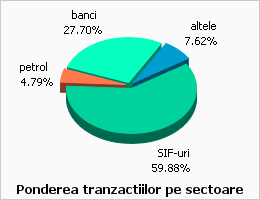 banci
27.70%
altele
7.62%
petrol
4.79%
SIF-uri
59.88%
Ponderea tranzactiilor pe sectoare